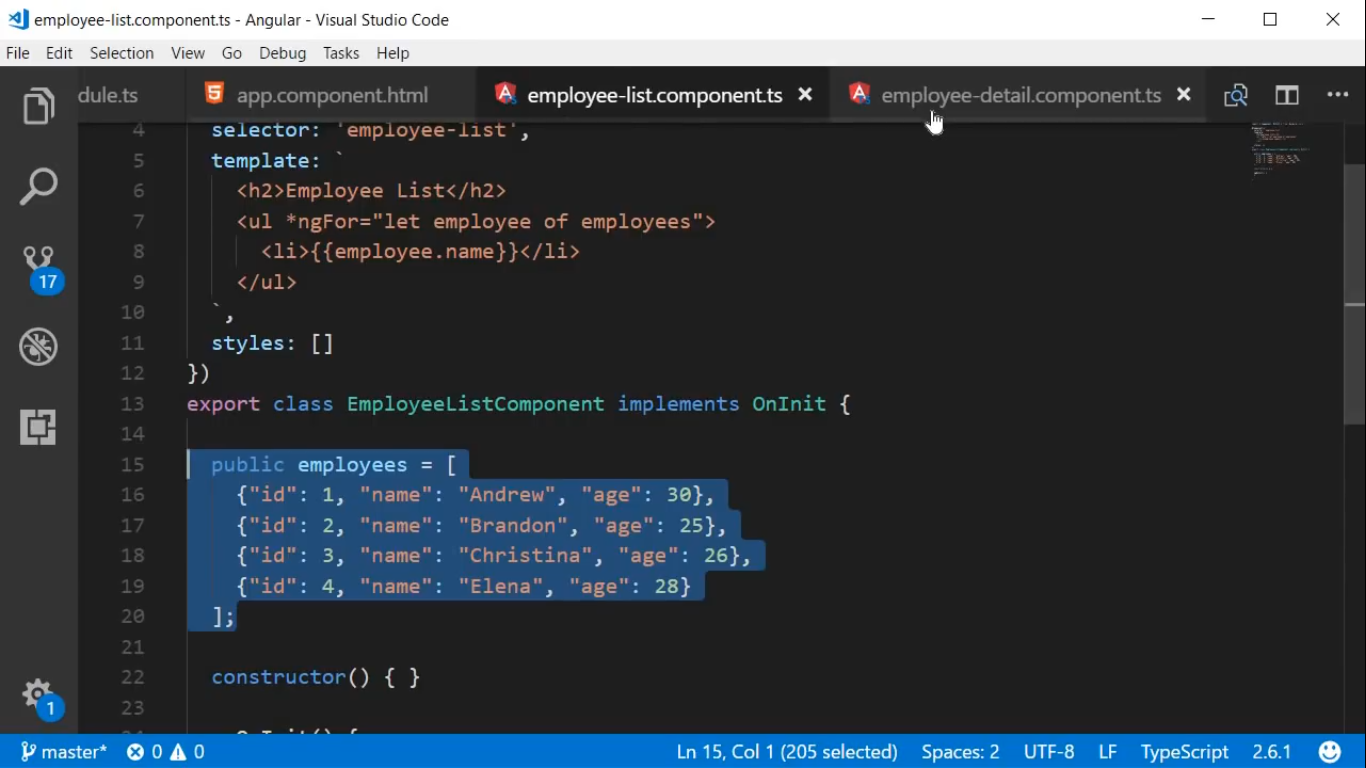 employee-list.component.ts - Angular - Visual Studio Code
File Edit Selection View Go Debug Tasks Help
dule.ts app.component.html employee-list.component.ts employee-detail.component.ts
4 selector: 'employee-list',
5 template: `
6 <h2>Employee List</h2>
7 <ul *ngFor="let employee of employees">
8 <li>{{employee.name}}</li>
9 </ul>
10 `,
11 styles: []
12 })
13 export class EmployeeListComponent implements OnInit {
14
15 public employees = [
16 {"id": 1, "name": "Andrew", "age": 30},
17 {"id": 2, "name": "Brandon", "age": 25},
18 {"id": 3, "name": "Christina", "age": 26},
19 {"id": 4, "name": "Elena", "age": 28}
20 ];
21
22 constructor() { }
23
17
1
master* 0 0 Ln 15, Col 1 (205 selected) Spaces: 2 UTF-8 LF TypeScript 2.6.1